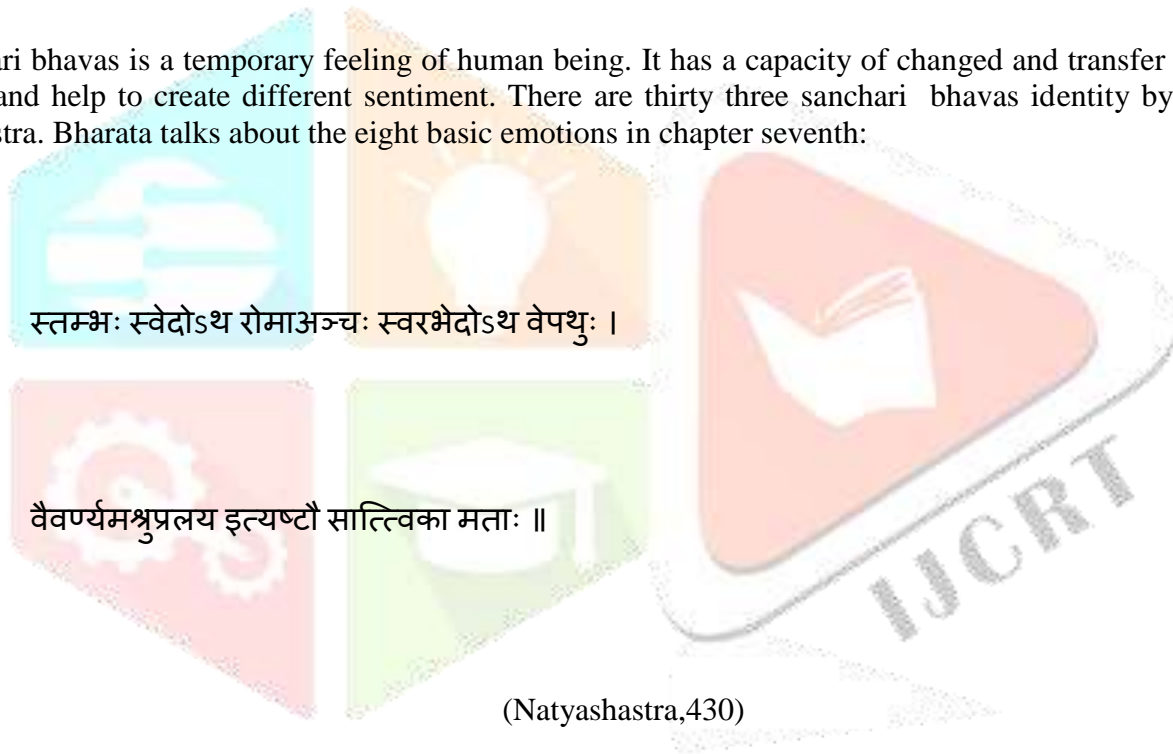 ri bhavas is a temporary feeling of human being. It has a capacity of changed and transfer
and help to create different sentiment. There are thirty three sanchari bhavas identity by
stra. Bharata talks about the eight basic emotions in chapter seventh:
स्तम्भः स्वेदोऽथ रोमाअञ्चः स्वरभेदोऽथ वेपथुः ।
वैवर्ण्यमश्रुप्रलय इत्यष्टौ सात्त्विका मताः ॥
IJCRT
(Natyashastra,430)